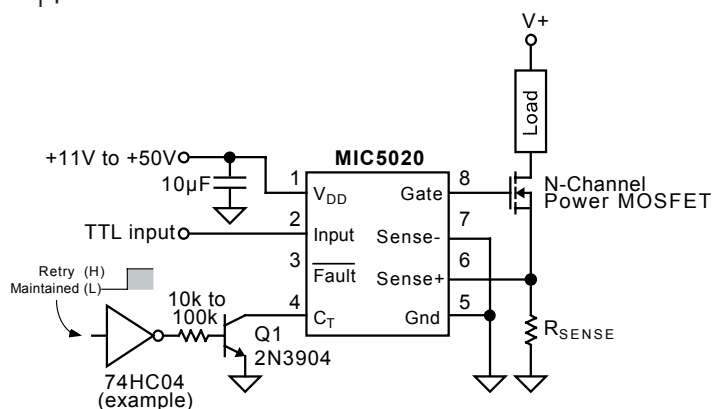 V+
Load
+11V to +50V
10µF
MIC5020
1
VDD
Gate
8
N-Channel
Power MOSFET
2
TTL input
Input
Sense-
7
3
Fault
Sense+
6
Retry (H)
Maintained (L)
10k to
100k
4
CT
Gnd
5
RSENSE
Q1
2N3904
74HC04
(example)